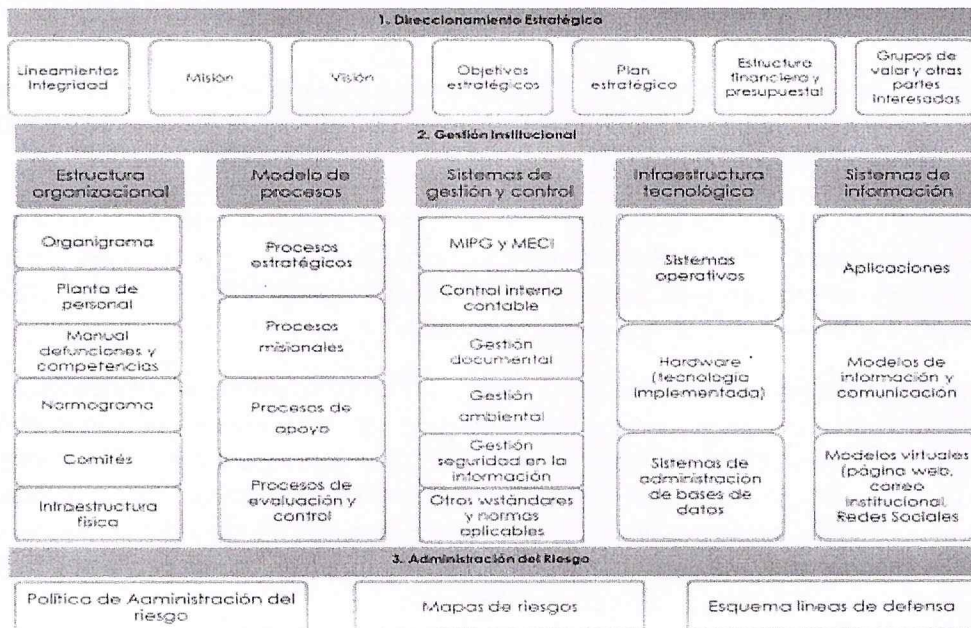 1. Direccionamiento Estratégico
Lineamientos
Integridad
Misión
Visión
Objetivos
estratégicos
Plan
estratégico
Estructura
financiera y
presupuestal
Grupos de
valor y otras
partes
interesadas
2. Gestión Institucional
Estructura
organizacional
Organigrama
Planta de
personal
Manual
defunciones y
competencias
Normograma
Comités
Infraestructura
física
Modelo de
procesos
Procesos
estratégicos
Procesos
misionales
Procesos de
apoyo
Procesos de
evaluación y
control
Sistemas de
gestión y control
MIPG y MECI
Control interno
contable
Gestión
documental
Gestión
ambiental
Gestión
seguridad en la
información
Otros wstándares
y normas
aplicables
Infraestructura
tecnológica
Sistemas
operativos
Hardware
(tecnología
implementada)
Sistemas de
administración
de bases de
datos
Sistemas de
información
Aplicaciones
Modelos de
información y
comunicación
Modelos virtuales
(página web,
correo
institucional,
Redes Sociales
3. Administración del Riesgo
Política de Administración del
riesgo
Mapas de riesgos
Esquema líneas de defensa